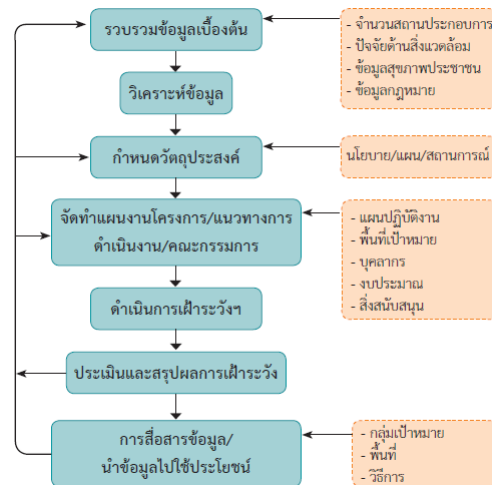 รวบรวมข้อมูลเบื้องต้น
- จำนวนสถานประกอบการ
- ปัจจัยด้านสิ่งแวดล้อม
- ข้อมูลสุขภาพประชาชน
- ข้อมูลกฎหมาย
วิเคราะห์ข้อมูล
กำหนดวัตถุประสงค์
นโยบาย/แผน/สถานการณ์
จัดทำแผนงานโครงการ/แนวทางการ
ดำเนินงาน/คณะกรรมการ
- แผนปฏิบัติงาน
- พื้นที่เป้าหมาย
- บุคลากร
- งบประมาณ
- สิ่งสนับสนุน
ดำเนินการเฝ้าระวังฯ
ประเมินและสรุปผลการเฝ้าระวัง
การสื่อสารข้อมูล/
นำข้อมูลไปใช้ประโยชน์
- กลุ่มเป้าหมาย
- พื้นที่
- วิธีการ